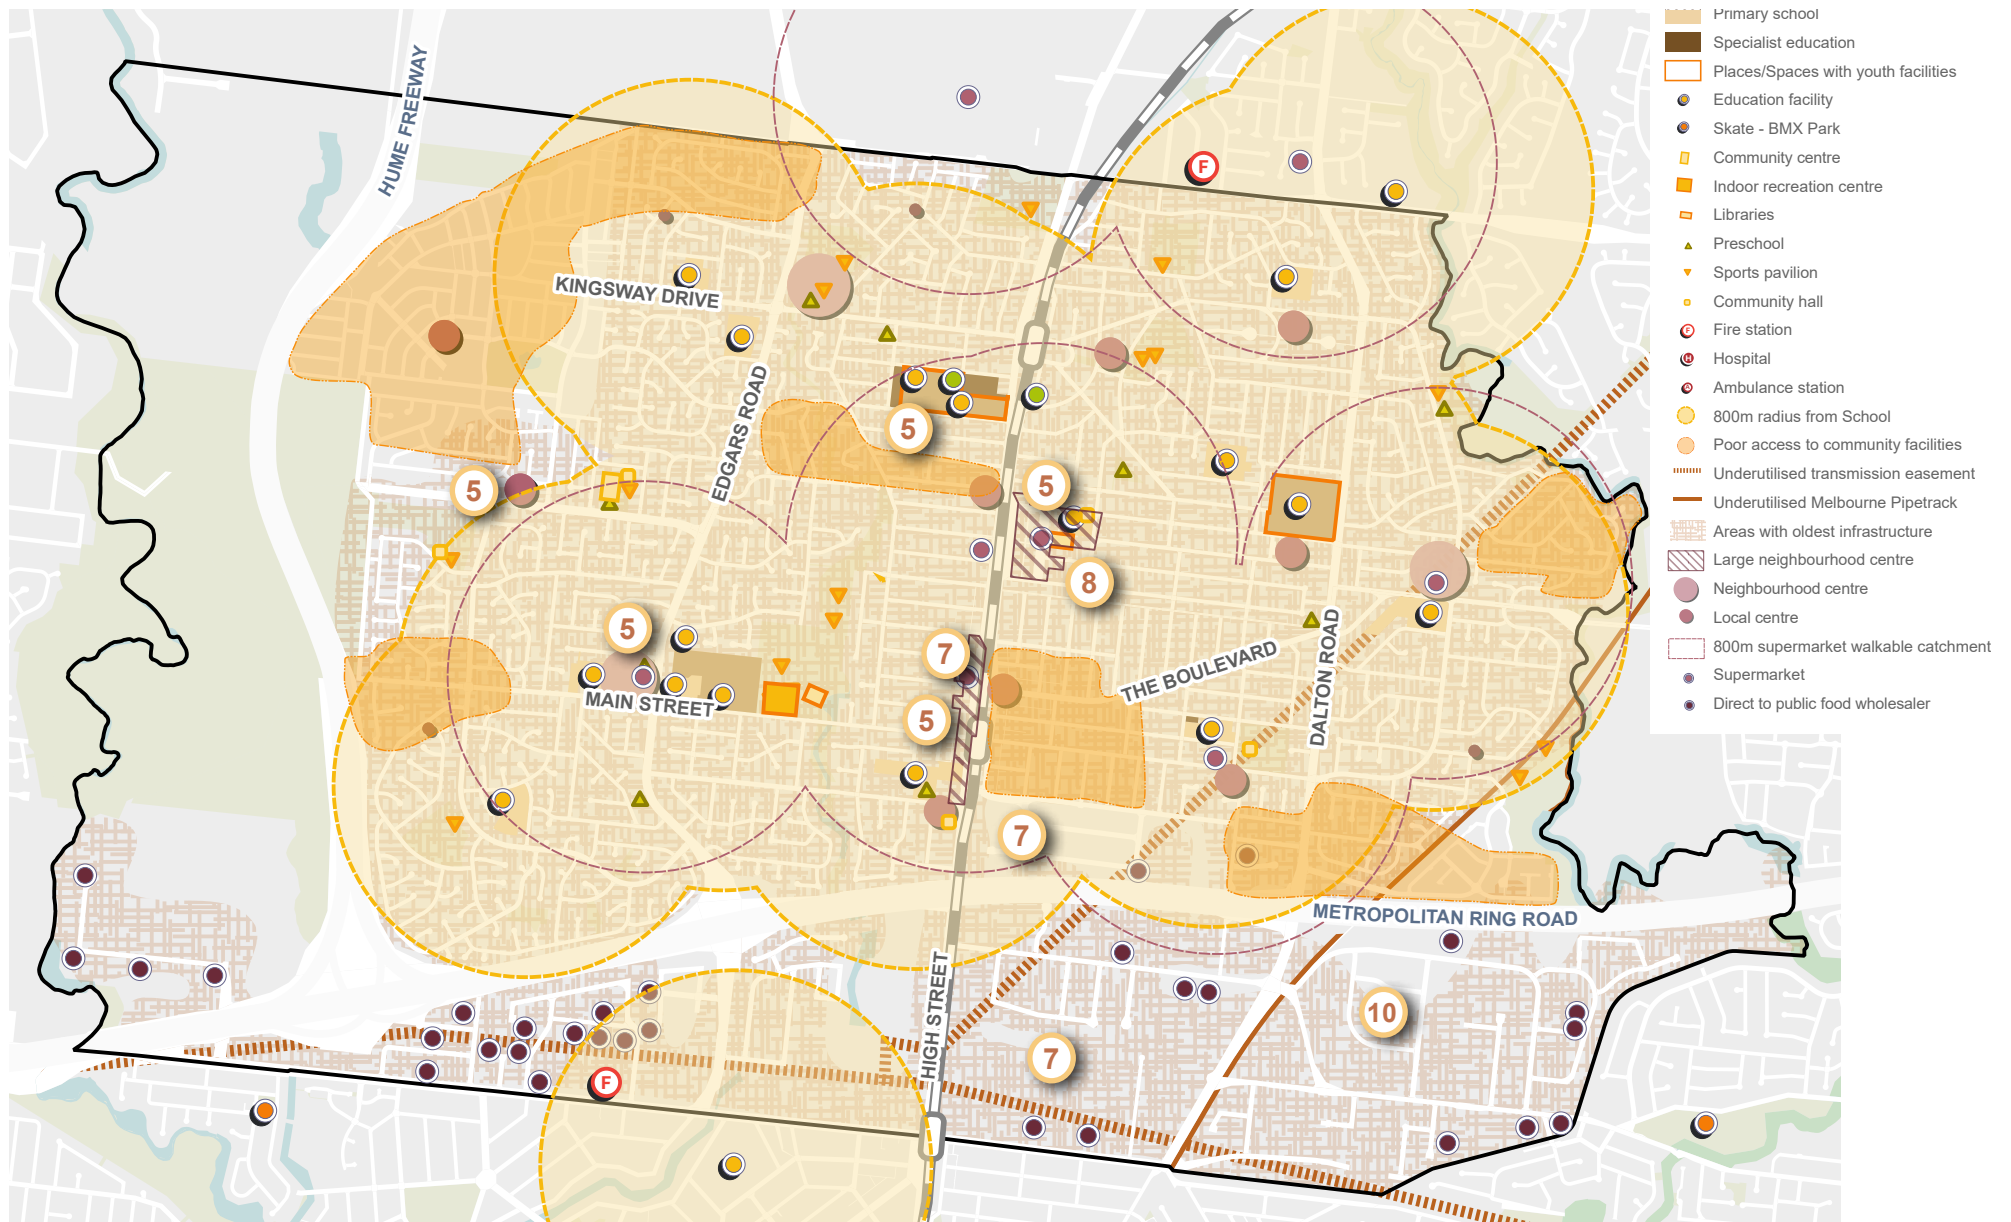 Primary school
Specialist education
Places/Spaces with youth facilities
Education facility
Skate - BMX Park
Community centre
Indoor recreation centre
Libraries
Preschool
Sports pavilion
Community hall
F Fire station
H Hospital
A Ambulance station
800m radius from School
Poor access to community facilities
Underutilised transmission easement
Underutilised Melbourne Pipetrack
Areas with oldest infrastructure
Large neighbourhood centre
Neighbourhood centre
Local centre
800m supermarket walkable catchment
Supermarket
Direct to public food wholesaler
HUME FREEWAY
F
KINGSWAY DRIVE
EDGARS ROAD
5
5
5
8
5
7
MAIN STREET
THE BOULEVARD
DALTON ROAD
5
7
METROPOLITAN RING ROAD
HIGH STREET
10
7
F